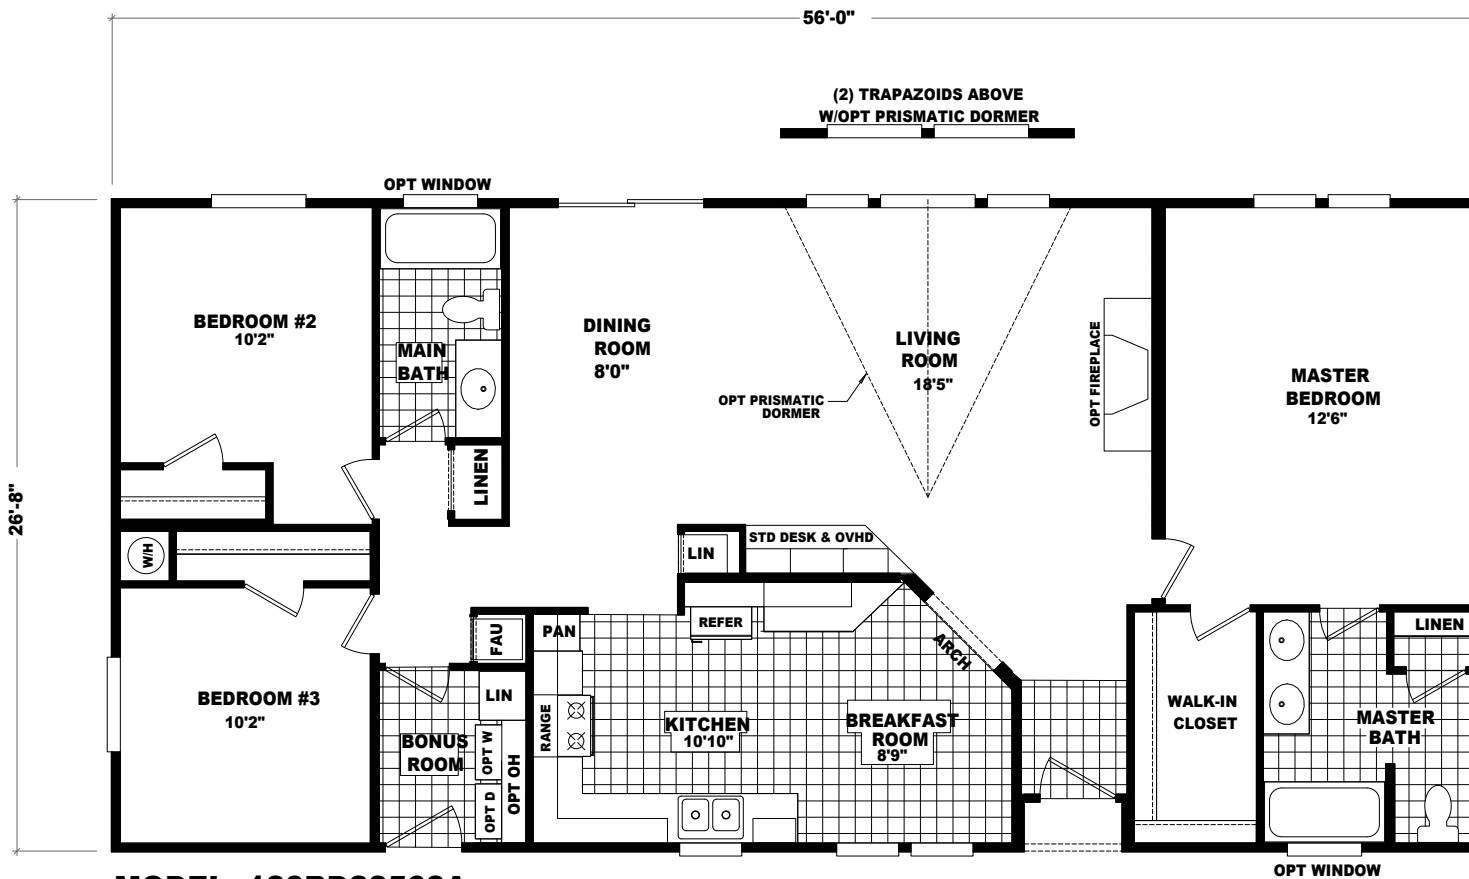 56'-0"
(2) TRAPAZOIDS ABOVE
W/OPT PRISMATIC DORMER
OPT WINDOW
26'-8"
BEDROOM #2
10'2"
MAIN
BATH
LINEN
DINING
ROOM
8'0"
LIVING
ROOM
18'5"
OPT PRISMATIC
DORMER
OPT FIREPLACE
MASTER
BEDROOM
12'6"
W/H
LIN
STD DESK & OVHD
BEDROOM #3
10'2"
FAU
PAN
REFER
ARCH
LIN
RANGE
KITCHEN
10'10"
BREAKFAST
ROOM
8'9"
BONUS
ROOM
OPT W
OPT D
OPT OH
WALK-IN
CLOSET
LINEN
MASTER
BATH
OPT WINDOW